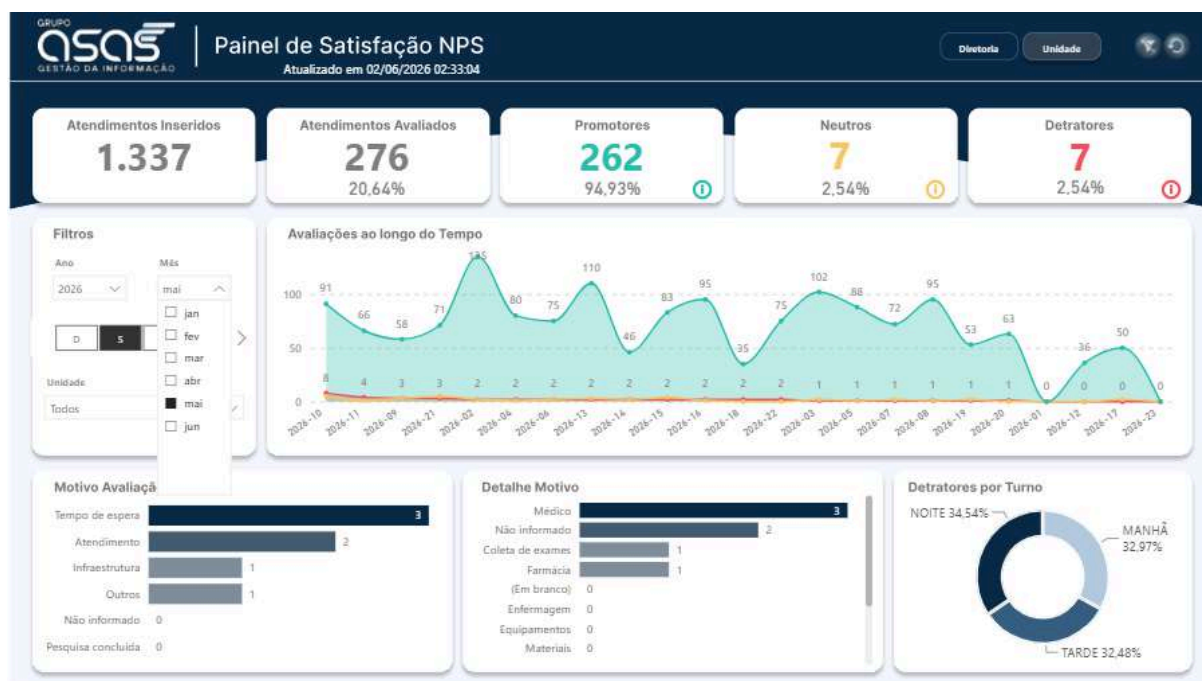 GRUPO
asas
GESTÃO DA INFORMAÇÃO
Painel de Satisfação NPS
Atualizado em 02/06/2026 02:33:04
Diretoria
Unidade
Atendimentos Inseridos
1.337
Atendimentos Avaliados
276
20,64%
Promotores
262
94,93%
Neutros
7
2,54%
Detratores
7
2,54%
Filtros
Ano
2026
Mês
mai
jan
fev
mar
abr
mai
jun
D
S
Unidade
Todos
Avaliações ao longo do Tempo
100
50
0
91
66
58
71
135
80
75
110
46
83
95
35
75
102
88
72
95
53
63
0
36
50
0
8
4
3
3
2
2
2
2
2
2
2
2
2
1
1
1
1
1
1
0
0
0
2026-10
2026-11
2026-09
2026-21
2026-02
2026-04
2026-06
2026-13
2026-14
2026-15
2026-16
2026-18
2026-22
2026-03
2026-05
2026-07
2026-08
2026-19
2026-20
2026-01
2026-12
2026-17
2026-23
Motivo Avaliaçã
Tempo de espera 3
Atendimento 2
Infraestrutura 1
Outros 1
Não informado 0
Pesquisa concluída 0
Detalhe Motivo
Médico 3
Não informado 2
Coleta de exames 1
Farmácia 1
(Em branco) 0
Enfermagem 0
Equipamentos 0
Materiais 0
Detratores por Turno
NOITE 34,54%
MANHÃ
32,97%
TARDE 32,48%